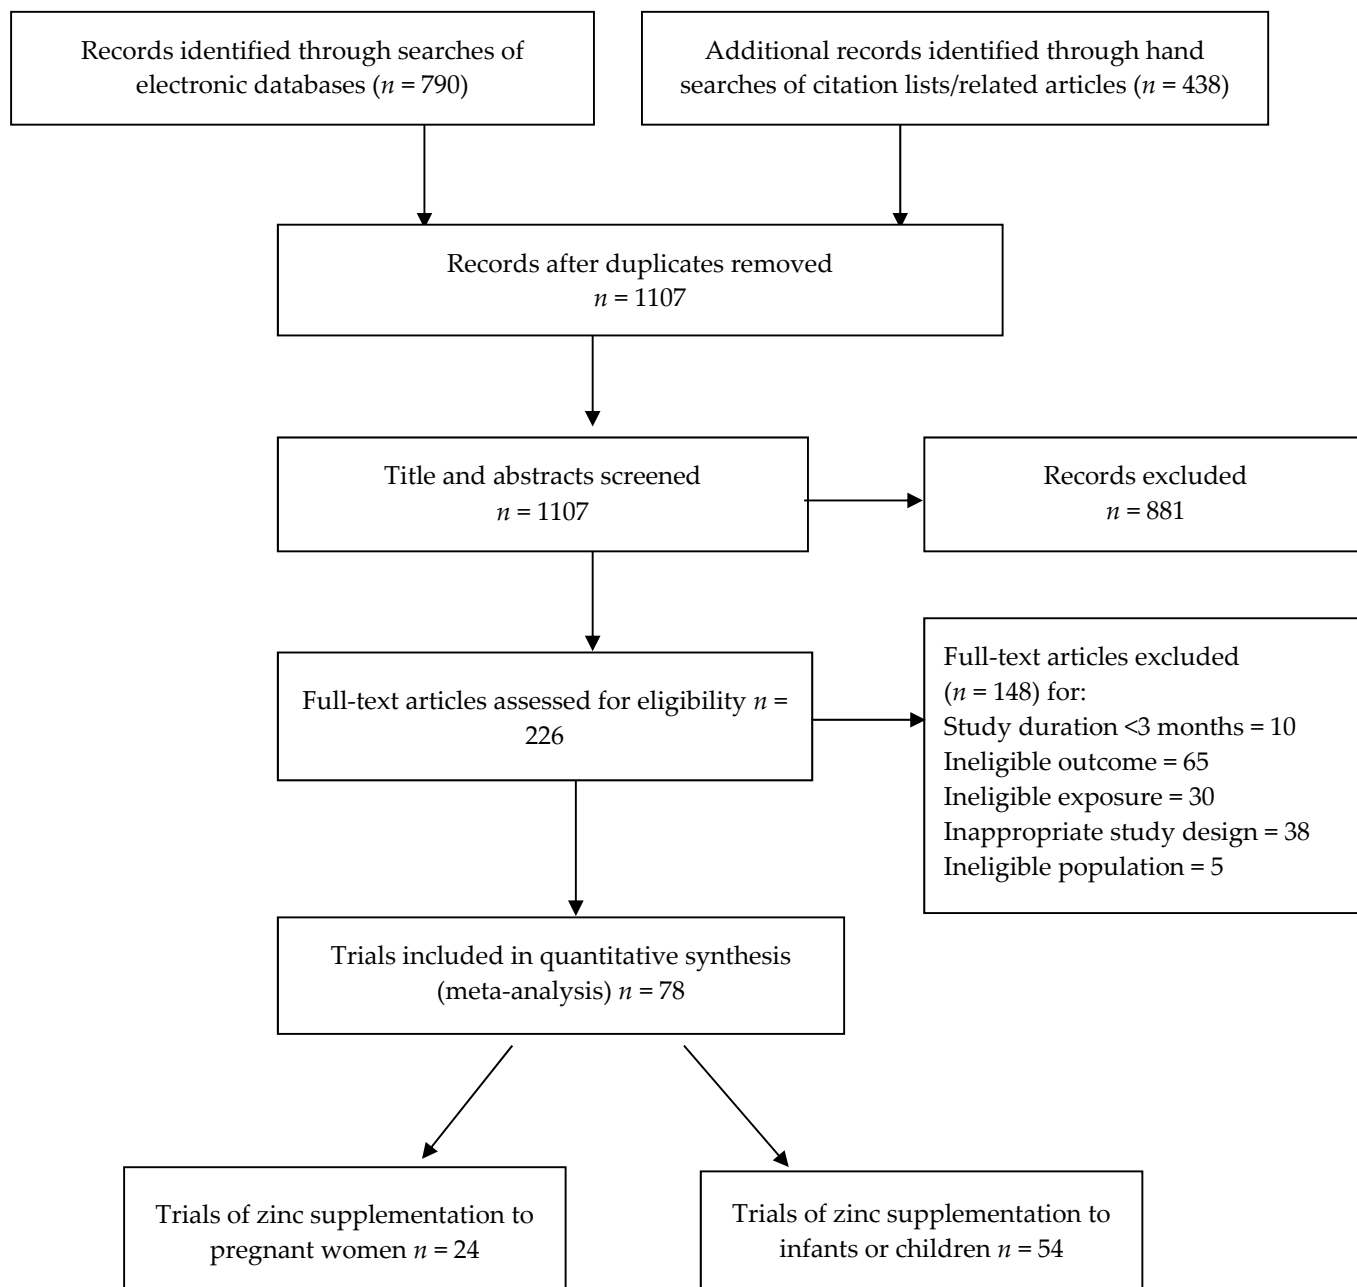 Records identified through searches of
electronic databases (n = 790)
Additional records identified through hand
searches of citation lists/related articles (n = 438)
Records after duplicates removed
n = 1107
Title and abstracts screened
n = 1107
Records excluded
n = 881
Full-text articles assessed for eligibility n =
226
Full-text articles excluded
(n = 148) for:
Study duration <3 months = 10
Ineligible outcome = 65
Ineligible exposure = 30
Inappropriate study design = 38
Ineligible population = 5
Trials included in quantitative synthesis
(meta-analysis) n = 78
Trials of zinc supplementation to
pregnant women n = 24
Trials of zinc supplementation to
infants or children n = 54